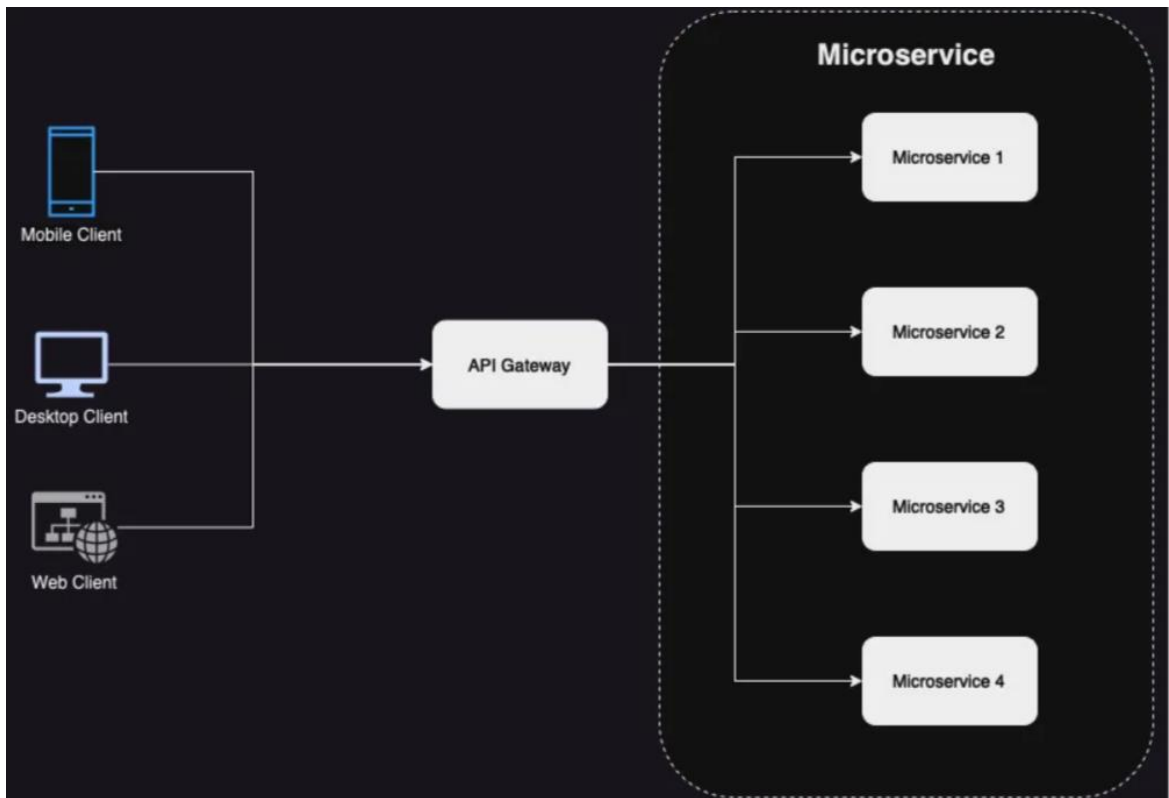 Microservice
Mobile Client
Desktop Client
Web Client
API Gateway
Microservice 1
Microservice 2
Microservice 3
Microservice 4